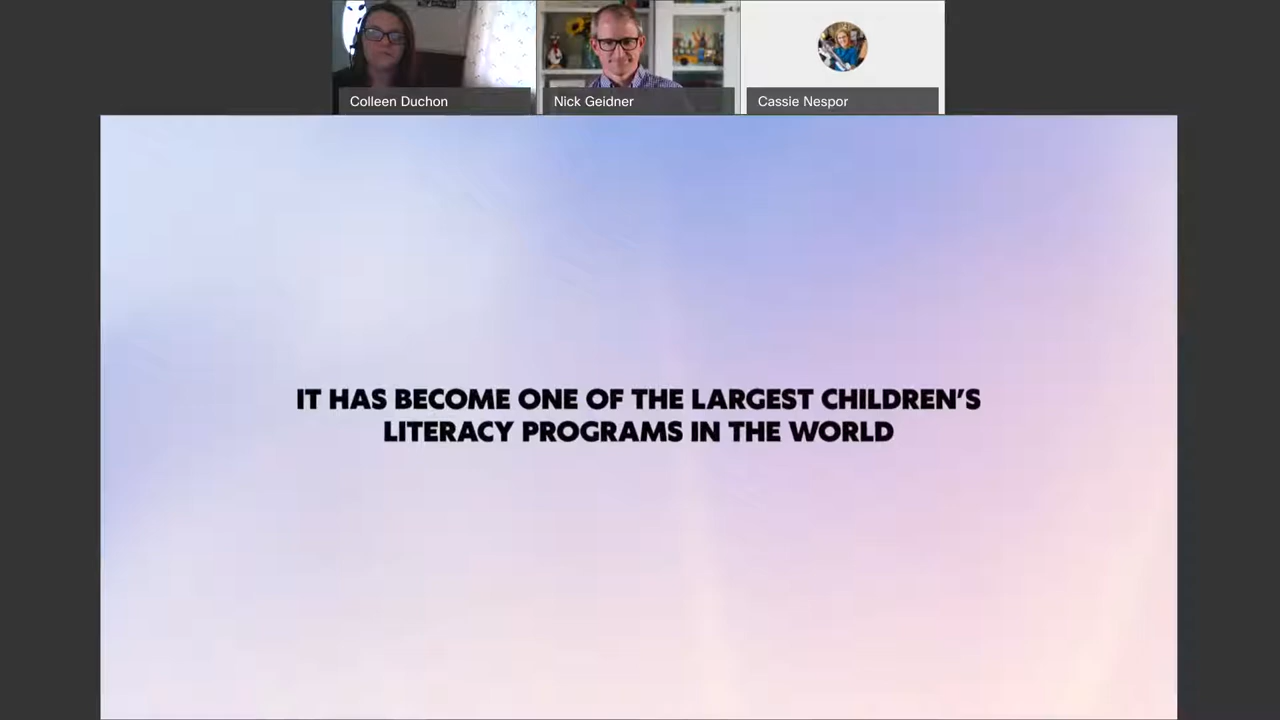 Colleen Duchon
Nick Geidner
Cassie Nespor
IT HAS BECOME ONE OF THE LARGEST CHILDREN'S
LITERACY PROGRAMS IN THE WORLD